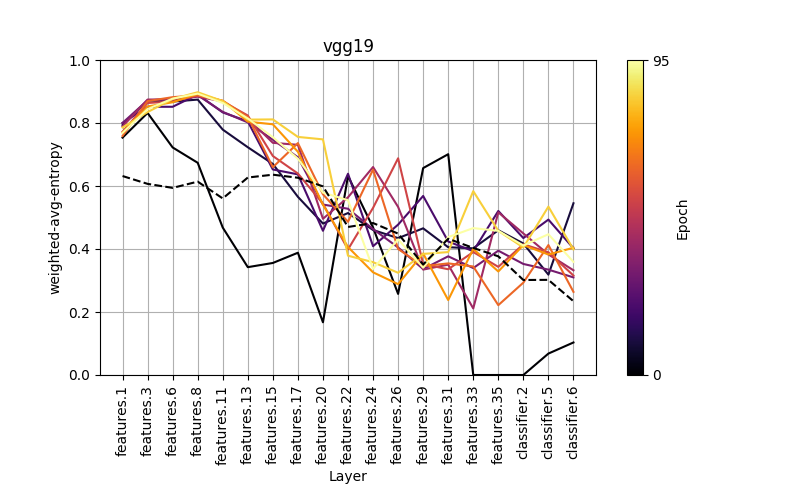 vgg19
weighted-avg-entropy
1.0
0.8
0.6
0.4
0.2
0.0
features.1
features.3
features.6
features.8
features.11
features.13
features.15
features.17
features.20
features.22
features.24
features.26
features.29
features.31
features.33
features.35
classifier.2
classifier.5
classifier.6
Layer
95
0
Epoch